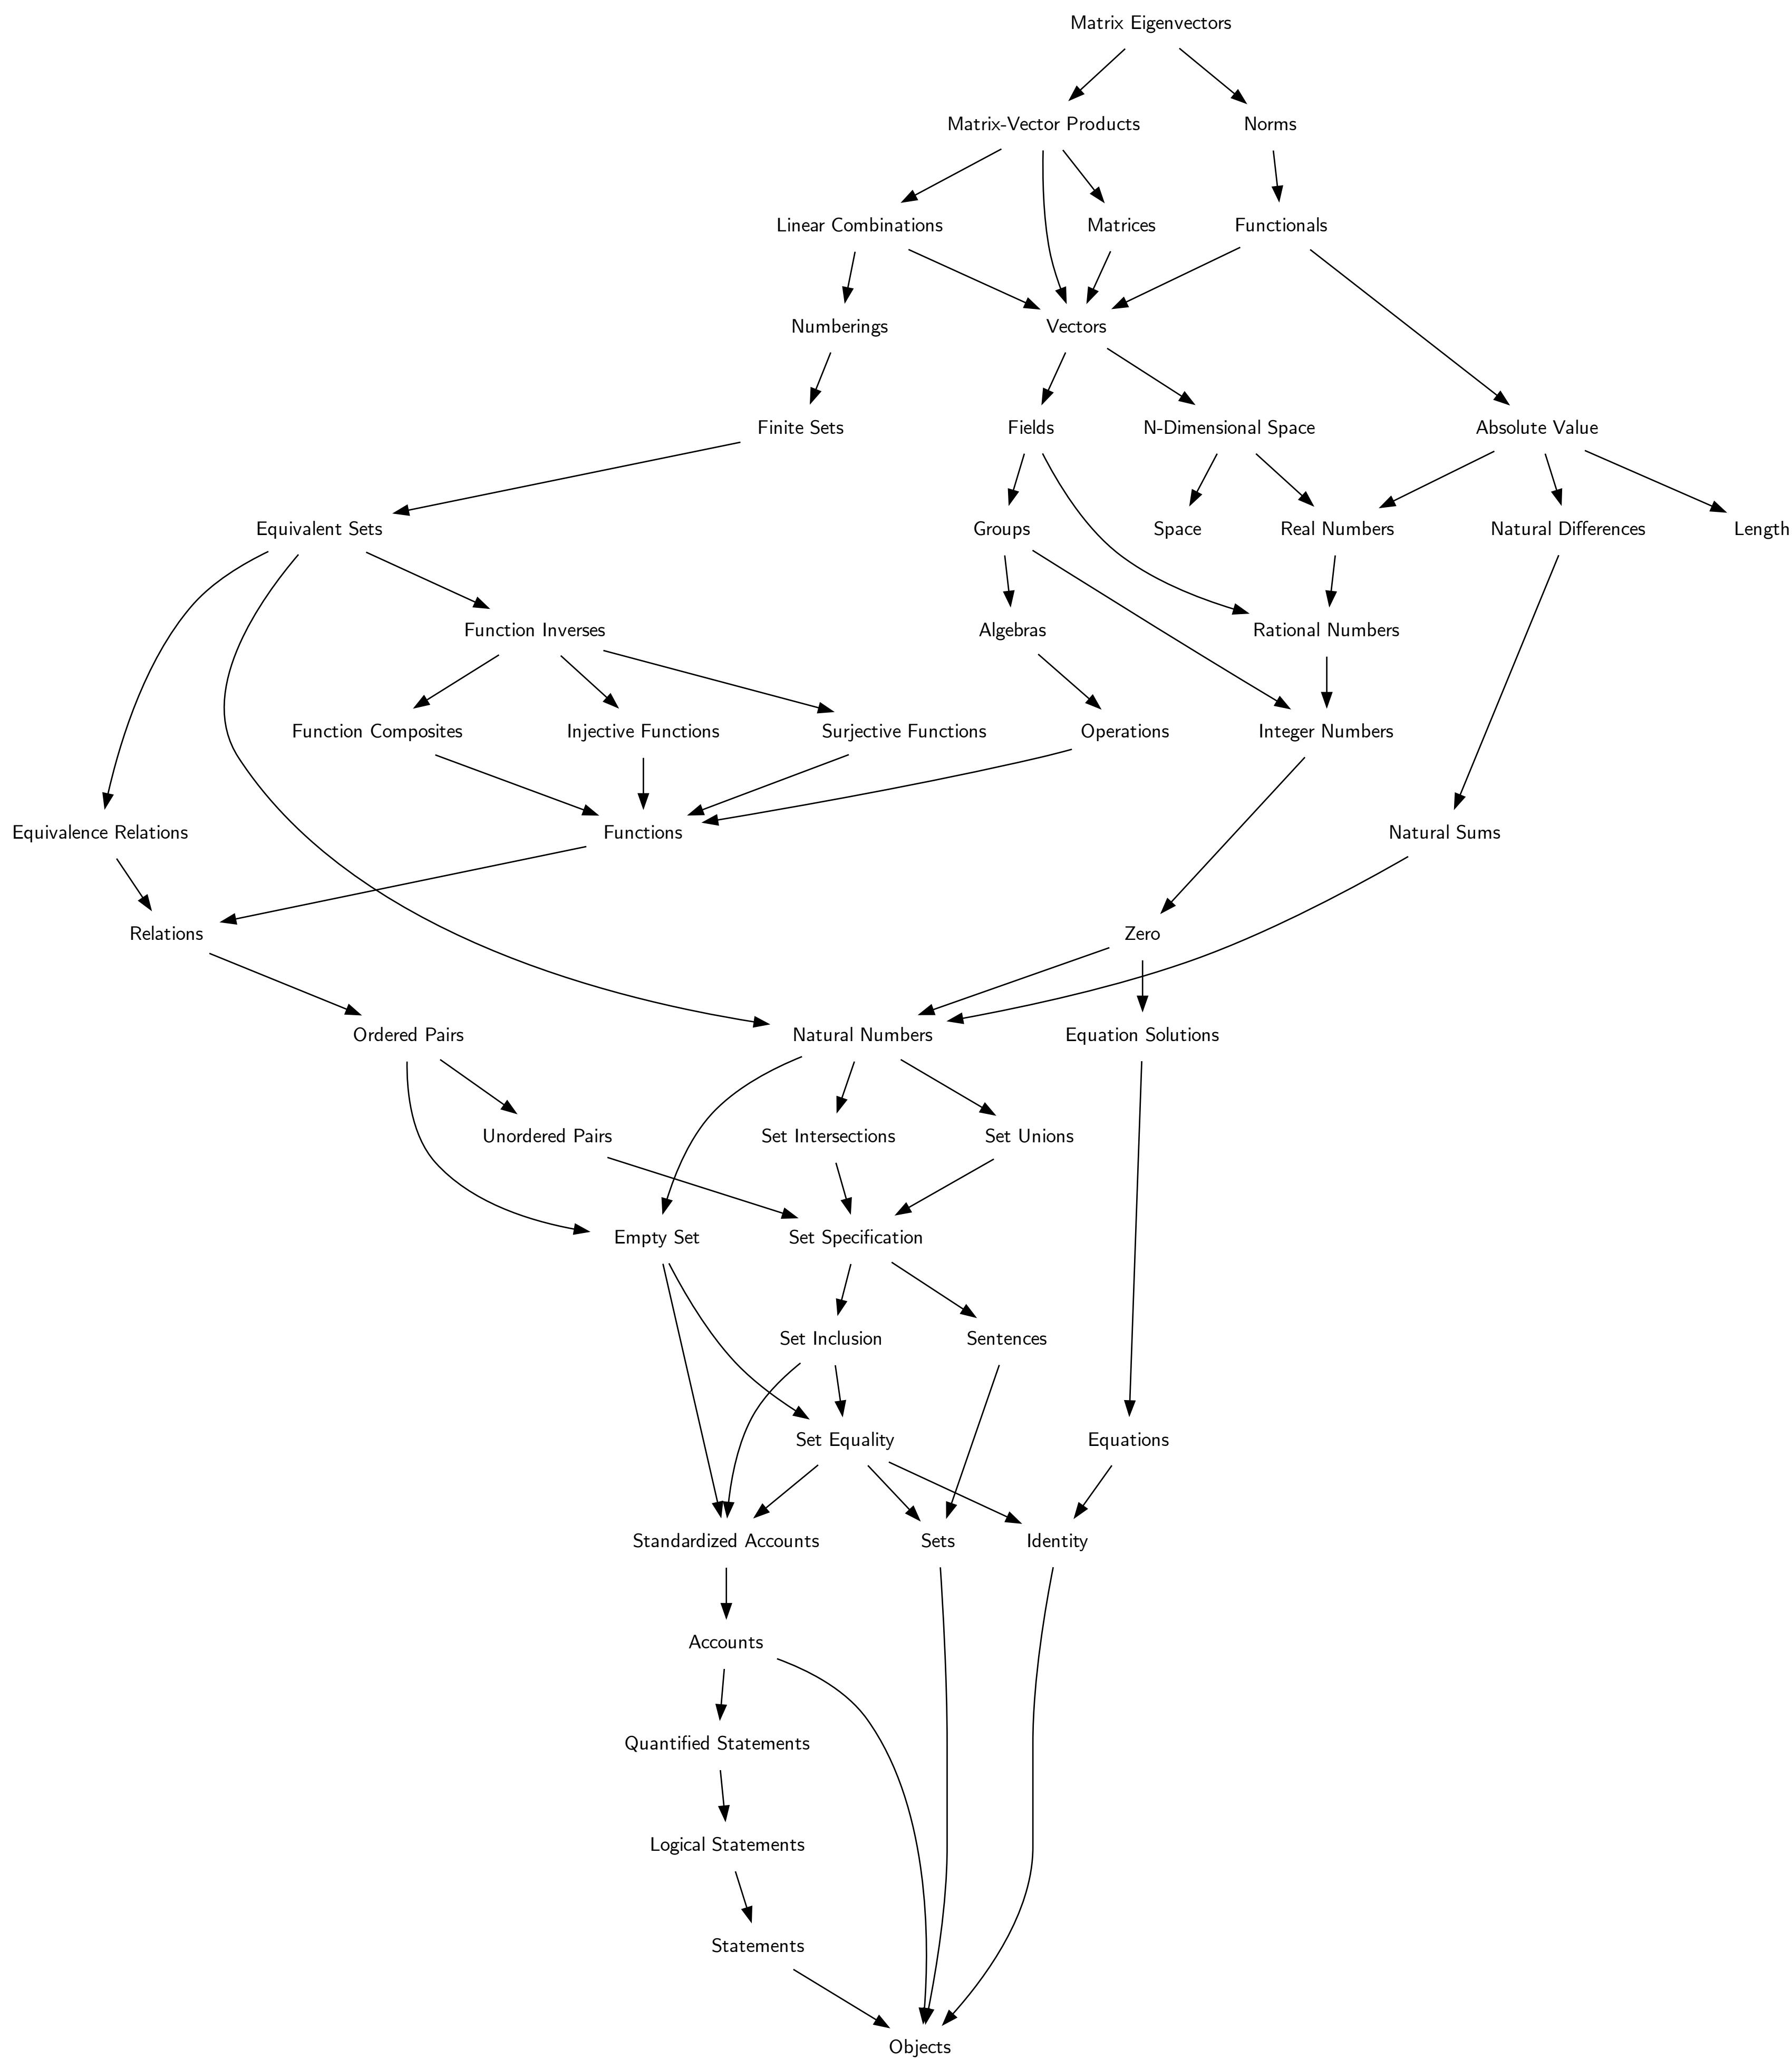 Matrix Eigenvectors
Matrix-Vector Products
Norms
Linear Combinations
Matrices
Functionals
Numberings
Vectors
Finite Sets
Fields
N-Dimensional Space
Absolute Value
Equivalent Sets
Groups
Space
Real Numbers
Natural Differences
Length
Function Inverses
Algebras
Rational Numbers
Function Composites
Injective Functions
Surjective Functions
Operations
Integer Numbers
Equivalence Relations
Functions
Natural Sums
Relations
Zero
Ordered Pairs
Natural Numbers
Equation Solutions
Unordered Pairs
Set Intersections
Set Unions
Empty Set
Set Specification
Set Inclusion
Sentences
Set Equality
Equations
Standardized Accounts
Sets
Identity
Accounts
Quantified Statements
Logical Statements
Statements
Objects